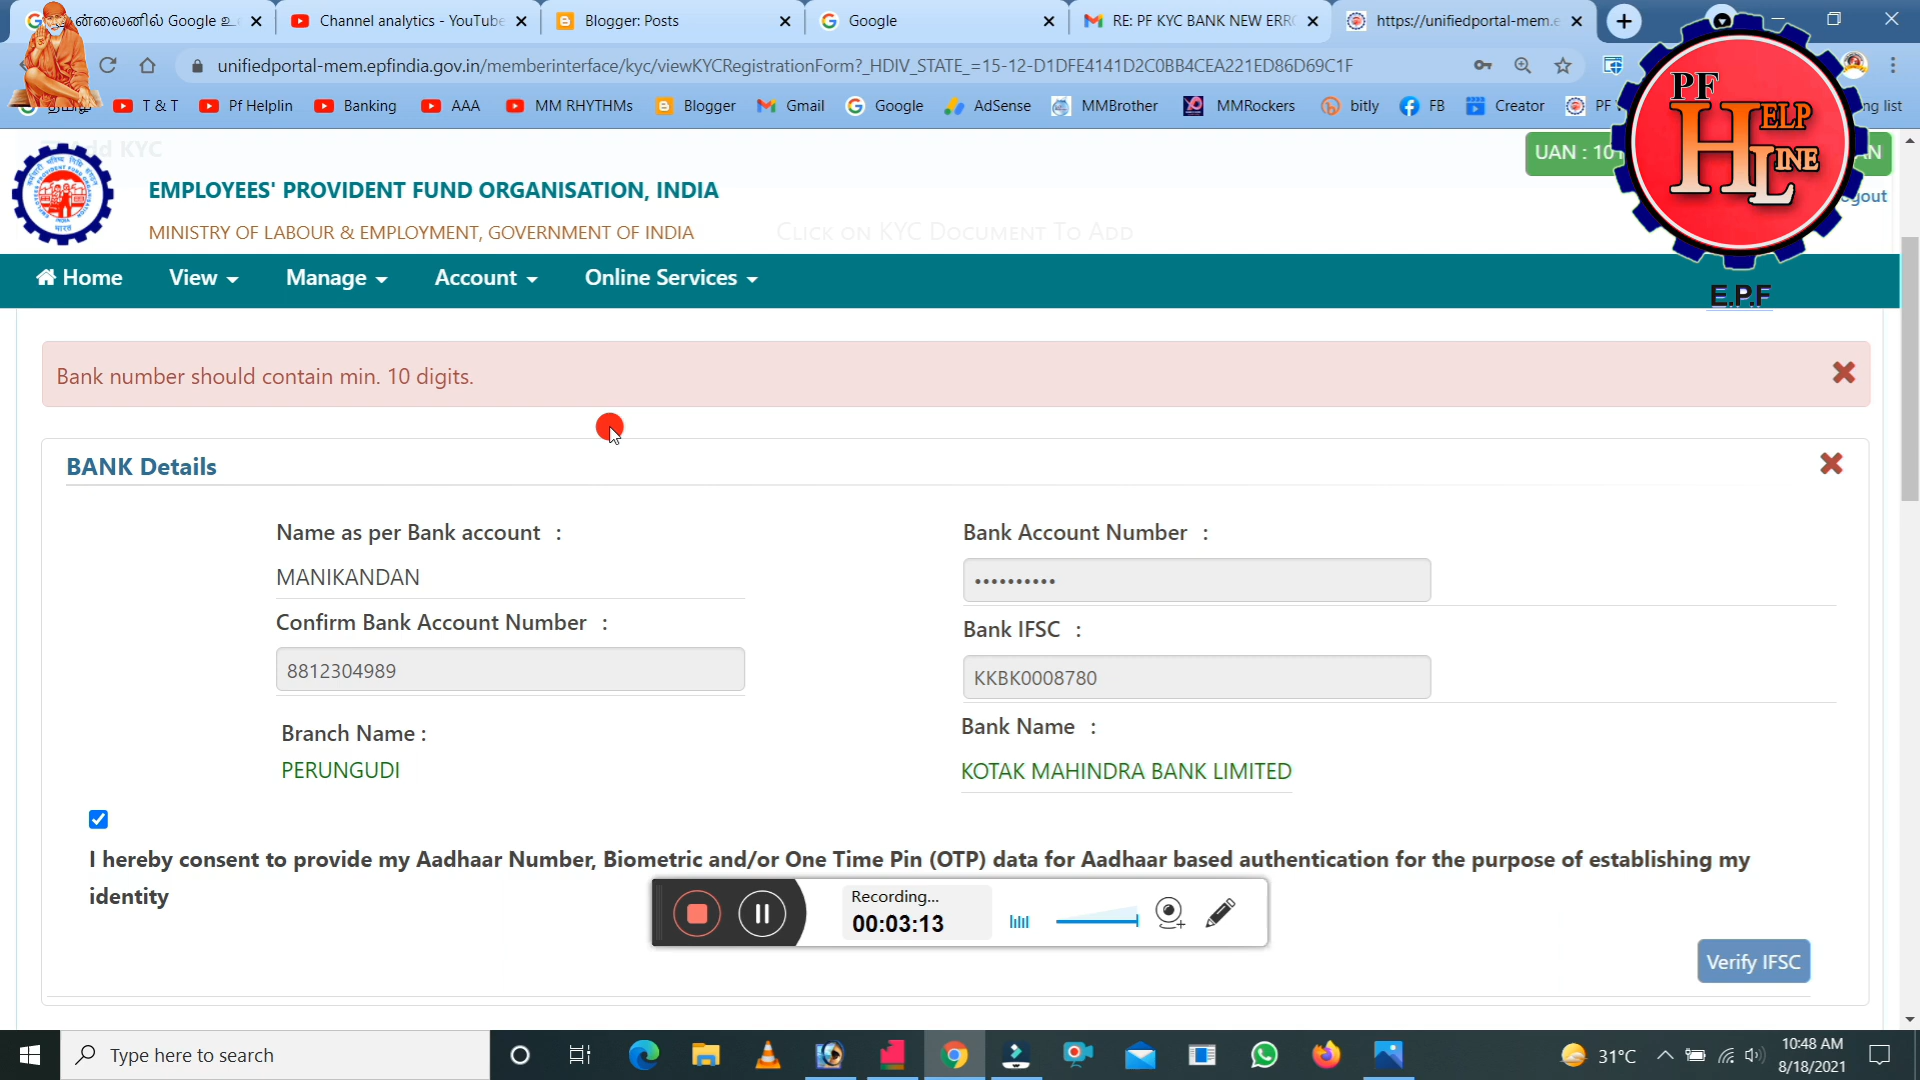 ன்லைனில் Google உ
Channel analytics - YouTube
Blogger: Posts
Google
RE: PF KYC BANK NEW ERR
https://unifiedportal-mem.e
unifiedportal-mem.epfindia.gov.in/memberinterface/kyc/viewKYCRegistrationForm?_HDIV_STATE_=15-12-D1DFE4141D2C0BB4CEA221ED86D69C1F
தமிழ் T & T Pf Helplin Banking AAA MM RHYTHMs Blogger Gmail Google AdSense MMBrother MMRockers bitly FB Creator PF ng list
PF
HELP
LINE
E.P.F
Add KYC
UAN : 101 AN
EMPLOYEES' PROVIDENT FUND ORGANISATION, INDIA
ogout
MINISTRY OF LABOUR & EMPLOYMENT, GOVERNMENT OF INDIA
CLICK ON KYC DOCUMENT TO ADD
Home View Manage Account Online Services
Bank number should contain min. 10 digits.
BANK Details
Name as per Bank account :
Bank Account Number :
MANIKANDAN
••••••••••
Confirm Bank Account Number :
Bank IFSC :
8812304989
KKBK0008780
Branch Name :
Bank Name :
PERUNGUDI
KOTAK MAHINDRA BANK LIMITED
I hereby consent to provide my Aadhaar Number, Biometric and/or One Time Pin (OTP) data for Aadhaar based authentication for the purpose of establishing my
identity
Recording...
00:03:13
Verify IFSC
Type here to search
31°C
10:48 AM
8/18/2021